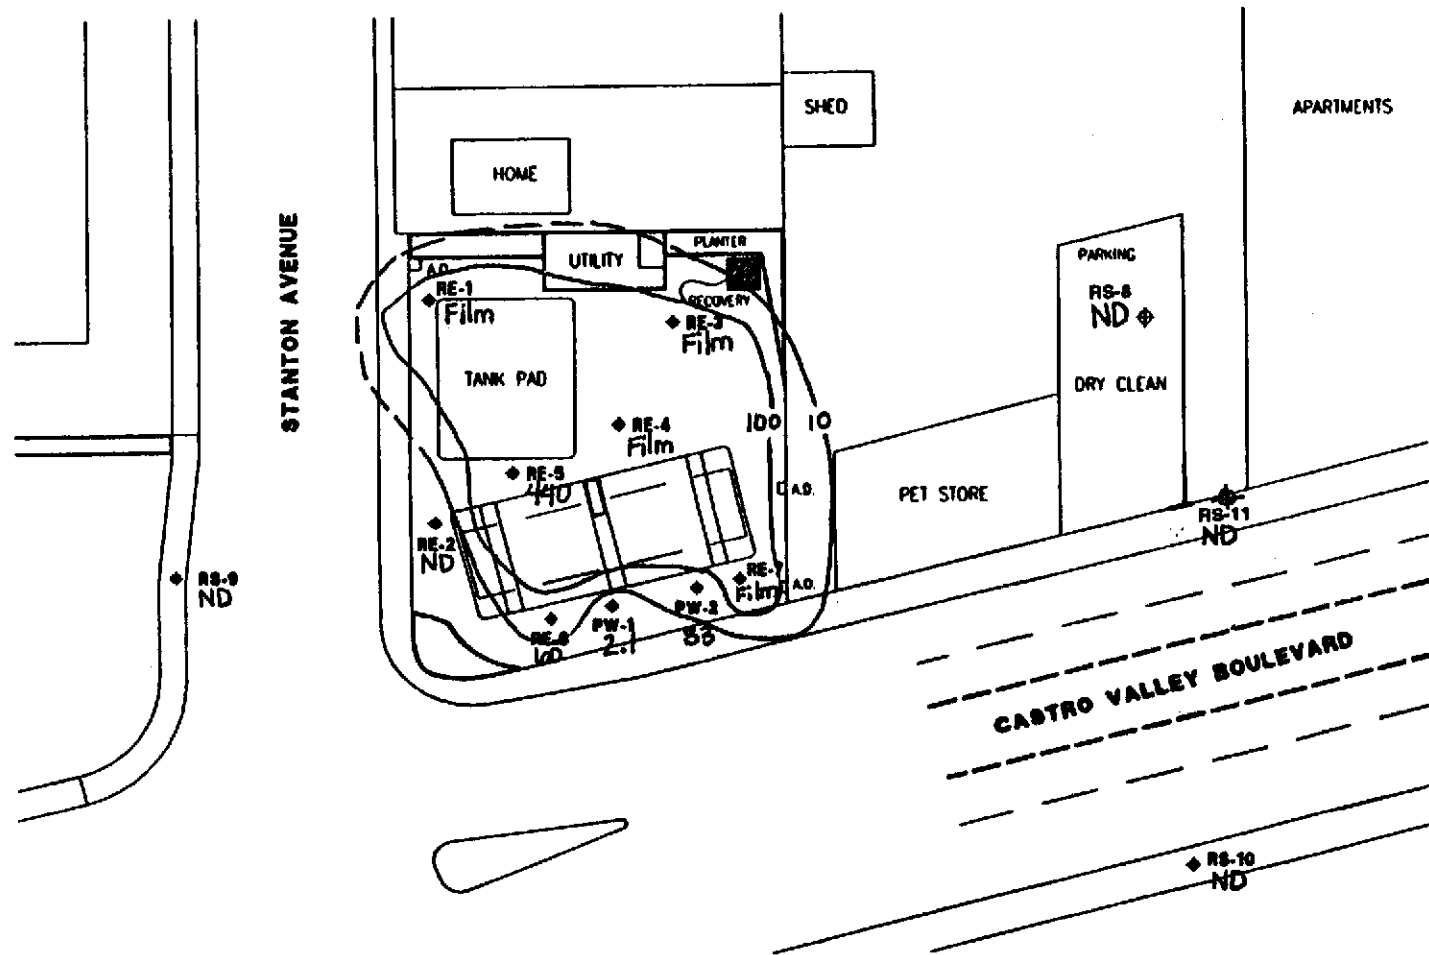 SHED
APARTMENTS
HOME
STANTON AVENUE
PLANTER
UTILITY
PARKING
A.D.
RE-1
Film
RECOVERY
RS-8
ND
RE-3
Film
TANK PAD
DRY CLEAN
100
10
RE-4
Film
RE-5
440
A.D.
PET STORE
RS-11
ND
RE-2
ND
RS-9
ND
RE-7
Film
A.D.
PW-2
33
PW-1
2.1
RE-6
60
CASTRO VALLEY BOULEVARD
RS-10
ND